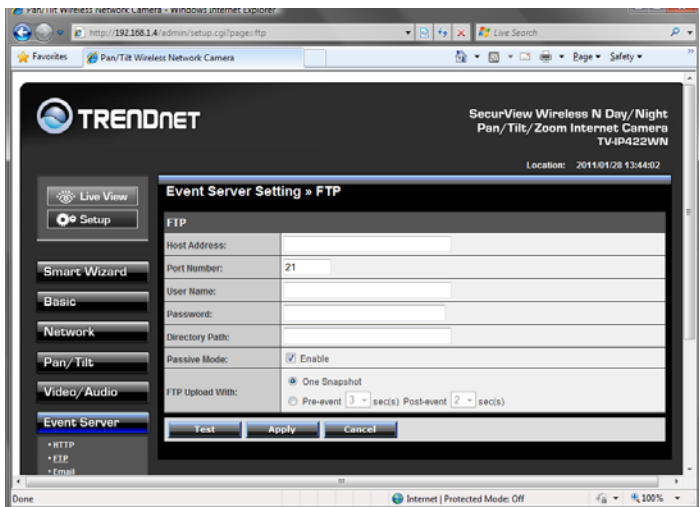 Pan/Tilt Wireless Network Camera - Windows Internet Explorer
http://192.168.1.4/admin/setup.cgi?page=ftp
Live Search
Favorites
Pan/Tilt Wireless Network Camera
Page
Safety
TRENDNET
SecurView Wireless N Day/Night
Pan/Tilt/Zoom Internet Camera
TV-IP422WN
Location: 2011/01/28 13:44:02
Live View
Setup
Smart Wizard
Basic
Network
Pan/Tilt
Video/Audio
Event Server
• HTTP
• FTP
• Email
Event Server Setting » FTP
FTP
Host Address:
Port Number: 21
User Name:
Password:
Directory Path:
Passive Mode: Enable
FTP Upload With: One Snapshot
Pre-event 3 sec(s) Post-event 2 sec(s)
Test Apply Cancel
Done
Internet | Protected Mode: Off
100%